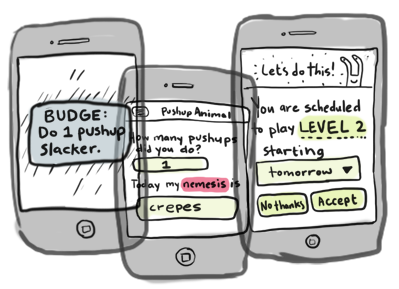 BUDGE:
Do 1 pushup
Slacker.
Pushup Animal
How many pushups
did you do?
1
Today my nemesis is
crepes
Let's do this!
You are scheduled
to play LEVEL 2
starting
tomorrow
No thanks
Accept